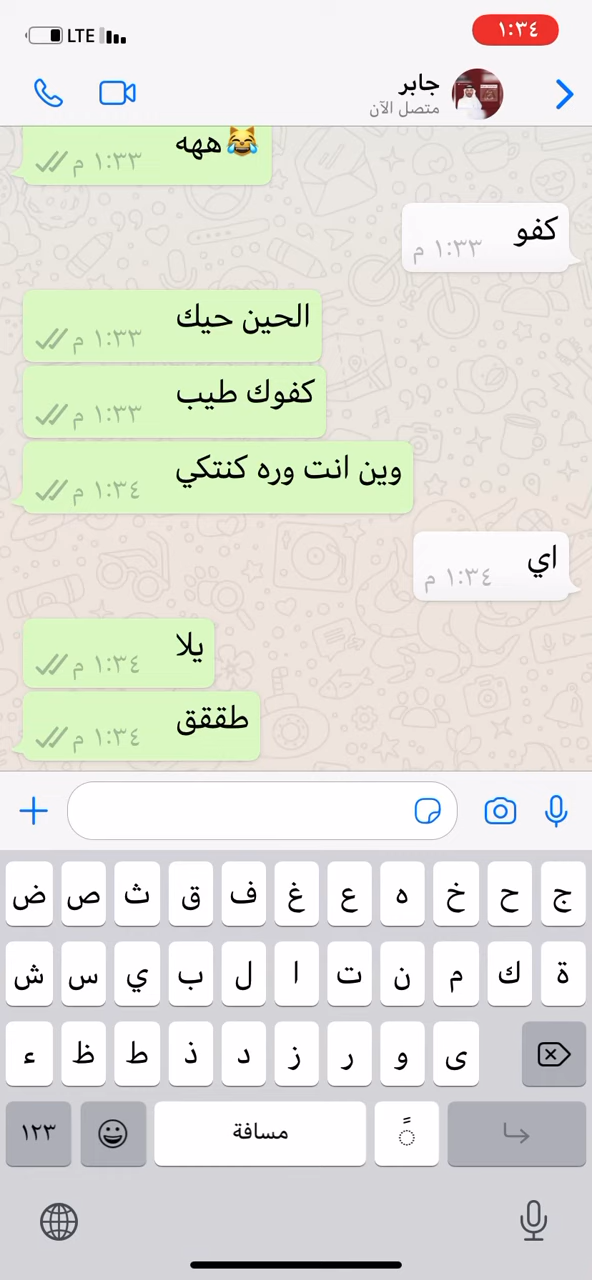 LTE ١:٣٤
جابر
متصل الآن
ههه😹
١:٣٣ م
كفو
١:٣٣ م
الحين حيك
١:٣٣ م
كفوك طيب
١:٣٣ م
وين انت وره كنتكي
١:٣٤ م
اي
١:٣٤ م
يلا
١:٣٤ م
طققق
١:٣٤ م
ض ص ث ق ف غ ع ه خ ح ج
ش س ي ب ل ا ت ن م ك ة
ء ظ ط ذ د ز ر و ى
١٢٣ مسافة